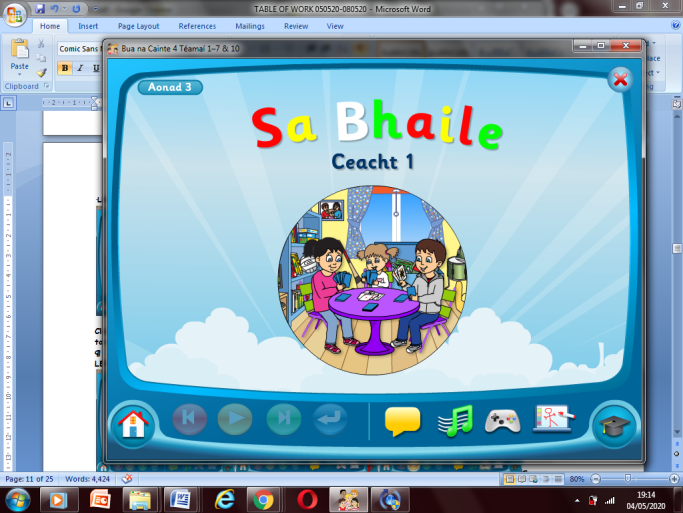 TABLE OF WORK 050520-080520 - Microsoft Word
Home Insert Page Layout References Mailings Review View
Paste
Clipboard
Comic Sans
B I U
Bua na Cainte 4 Téamaí 1-7 & 10
Aonad 3
Sa Bhaile
Ceacht 1
Page: 11 of 25 Words: 4,424 80%
19:14
04/05/2020